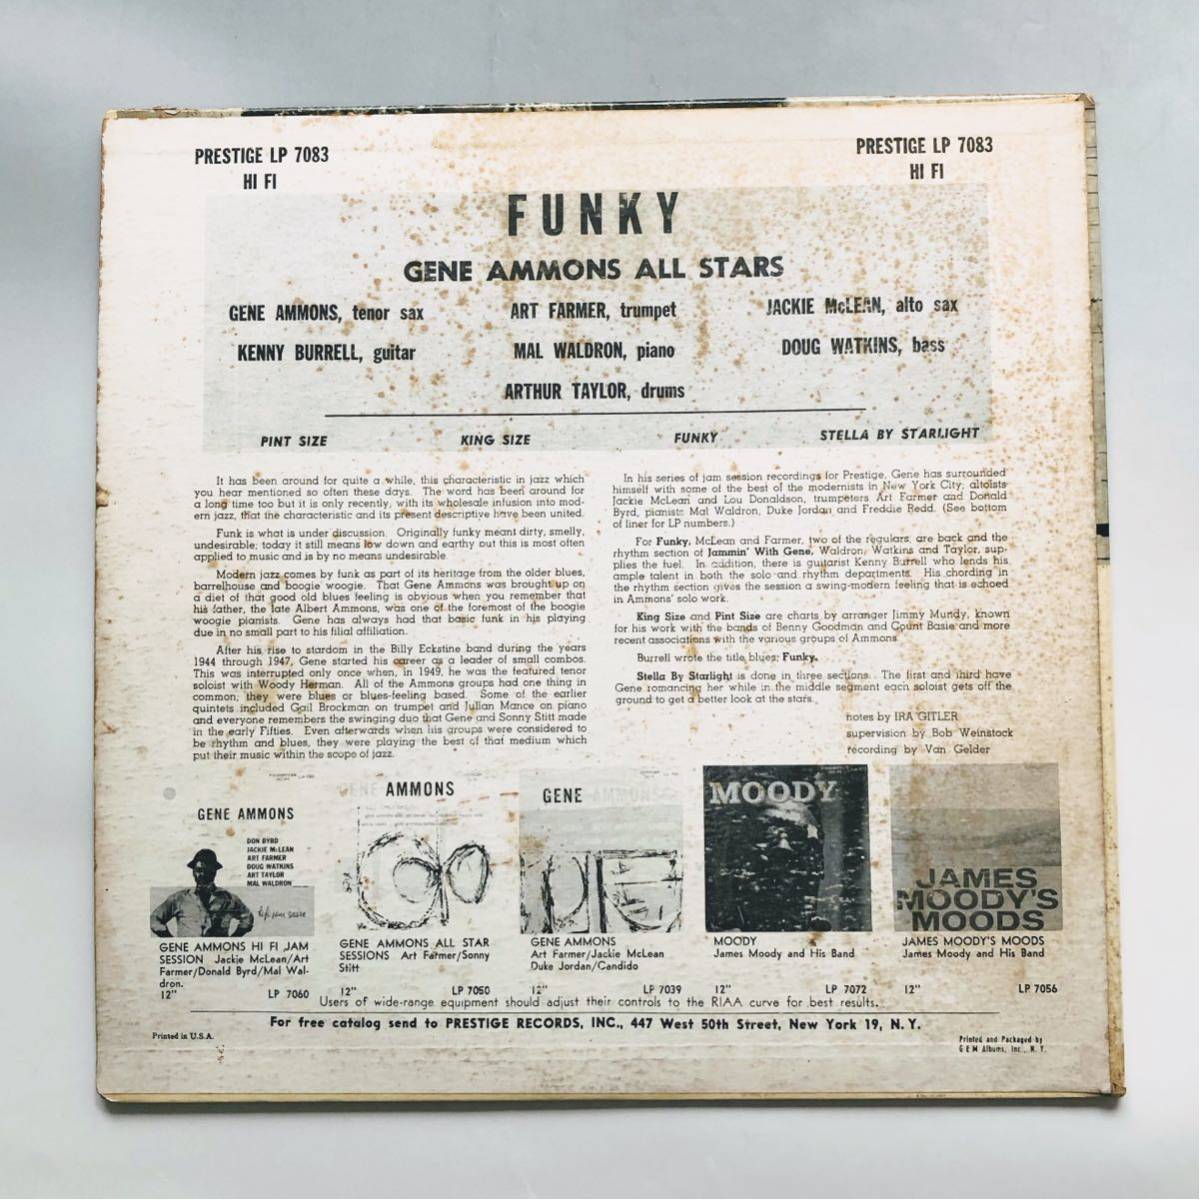 PRESTIGE LP 7083
HI FI
PRESTIGE LP 7083
HI FI
FUNKY
GENE AMMONS ALL STARS
GENE AMMONS, tenor sax
ART FARMER, trumpet
JACKIE McLEAN, alto sax
KENNY BURRELL, guitar
MAL WALDRON, piano
DOUG WATKINS, bass
ARTHUR TAYLOR, drums
PINT SIZE
KING SIZE
FUNKY
STELLA BY STARLIGHT
It has been around for quite a while, this characteristic in jazz which
you hear mentioned so often these days. The word has been around for
a long time too but it is only recently, with its wholesale infusion into mod-
ern jazz, that the characteristic and its present descriptive have been united.
Funk is what is under discussion. Originally funky meant dirty, smelly,
undesirable; today it still means low down and earthy but this is most often
applied to music and is by no means undesirable.
Modern jazz comes by funk as part of its heritage from the older blues,
barrelhouse and boogie woogie. That Gene Ammons was brought up on
a diet of that good old blues feeling is obvious when you remember that
his father, the late Albert Ammons, was one of the foremost of the boogie
woogie pianists. Gene has always had that basic funk in his playing
due in no small part to his filial affiliation.
After his rise to stardom in the Billy Eckstine band during the years
1944 through 1947, Gene started his career as a leader of small combos.
This was interrupted only once when, in 1949, he was the featured tenor
soloist with Woody Herman. All of the Ammons groups had one thing in
common; they were blues or blues-feeling based. Some of the earlier
quintets included Gail Brockman on trumpet and Julian Mance on piano
and everyone remembers the swinging duo that Gene and Sonny Stitt made
in the early Fifties. Even afterwards when his groups were considered to
be rhythm and blues, they were playing the best of that medium which
put their music within the scope of jazz.
In his series of jam session recordings for Prestige, Gene has surrounded
himself with some of the best of the modernists in New York City; altoists
Jackie McLean and Lou Donaldson, trumpeters Art Farmer and Donald
Byrd, pianists Mal Waldron, Duke Jordan and Freddie Redd. (See bottom
of liner for LP numbers.)
For Funky, McLean and Farmer, two of the regulars, are back and the
rhythm section of Jammin' With Gene, Waldron, Watkins and Taylor, sup-
plies the fuel. In addition, there is guitarist Kenny Burrell who lends his
ample talent in both the solo and rhythm departments. His chording in
the rhythm section gives the session a swing-modern feeling that is echoed
in Ammons' solo work.
King Size and Pint Size are charts by arranger Jimmy Mundy, known
for his work with the bands of Benny Goodman and Count Basie and more
recent associations with the various groups of Ammons.
Burrell wrote the title blues; Funky.
Stella By Starlight is done in three sections. The first and third have
Gene romancing her while in the middle segment each soloist gets off the
ground to get a better look at the stars.
notes by IRA GITLER
supervision by Bob Weinstock
recording by Van Gelder
GENE AMMONS
DON BYRD
JACKIE McLEAN
ART FARMER
DOUG WATKINS
ART TAYLOR
MAL WALDRON
AMMONS
GENE
MOODY
JAMES
MOODY'S
MOODS
GENE AMMONS HI FI JAM
SESSION Jackie McLean/Art
Farmer/Donald Byrd/Mal Wal-
dron.
12" LP 7060
GENE AMMONS ALL STAR
SESSIONS Art Farmer/Sonny
Stitt
12" LP 7050
GENE AMMONS
Art Farmer/Jackie McLean
Duke Jordan/Candido
12" LP 7039
MOODY
James Moody and His Band
12" LP 7072
JAMES MOODY'S MOODS
James Moody and His Band
12" LP 7056
Users of wide-range equipment should adjust their controls to the RIAA curve for best results.
For free catalog send to PRESTIGE RECORDS, INC., 447 West 50th Street, New York 19, N. Y.
Printed in U.S.A.
Printed and Packaged by
G E M Albums, Inc., N. Y.